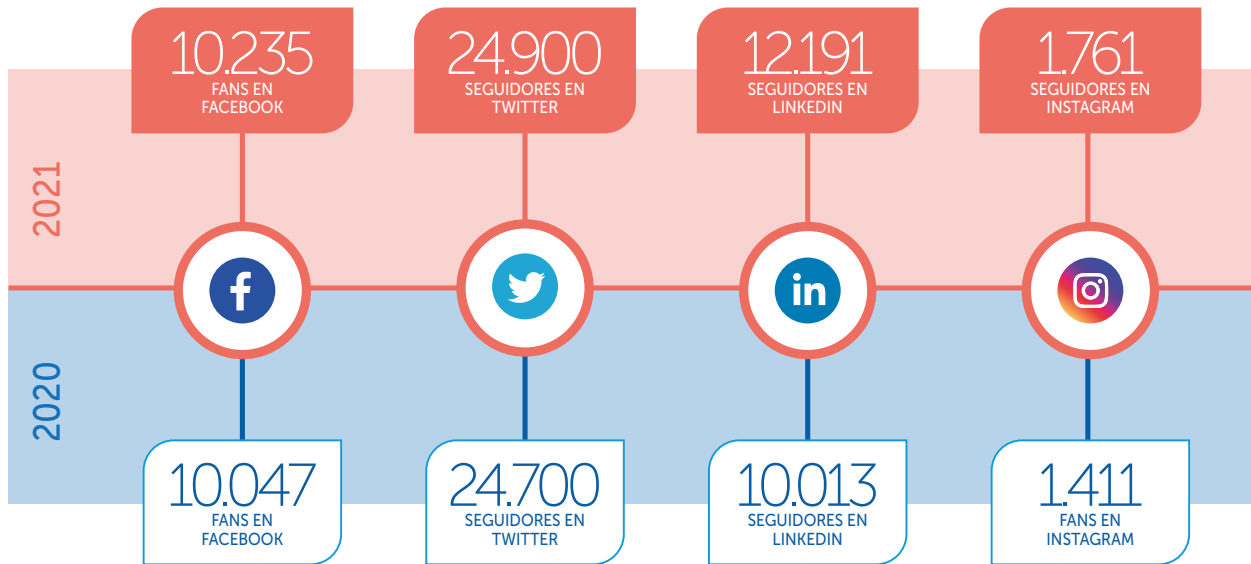 10.235
FANS EN
FACEBOOK
24.900
SEGUIDORES EN
TWITTER
12.191
SEGUIDORES EN
LINKEDIN
1.761
SEGUIDORES EN
INSTAGRAM
2021
f
in
2020
10.047
FANS EN
FACEBOOK
24.700
SEGUIDORES EN
TWITTER
10.013
SEGUIDORES EN
LINKEDIN
1.411
FANS EN
INSTAGRAM